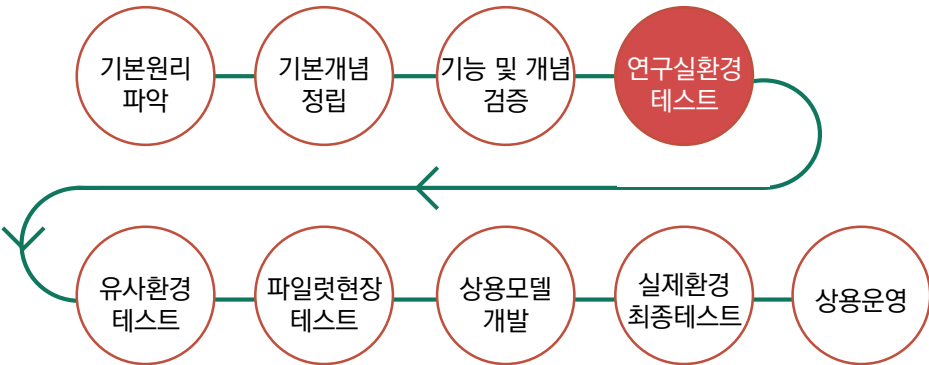 기본원리
파악
기본개념
정립
기능 및 개념
검증
연구실환경
테스트
유사환경
테스트
파일럿현장
테스트
상용모델
개발
실제환경
최종테스트
상용운영